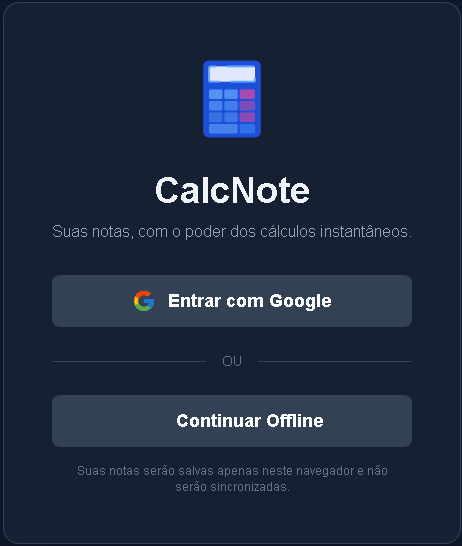 CalcNote
Suas notas, com o poder dos cálculos instantâneos.
Entrar com Google
OU
Continuar Offline
Suas notas serão salvas apenas neste navegador e não
serão sincronizadas.